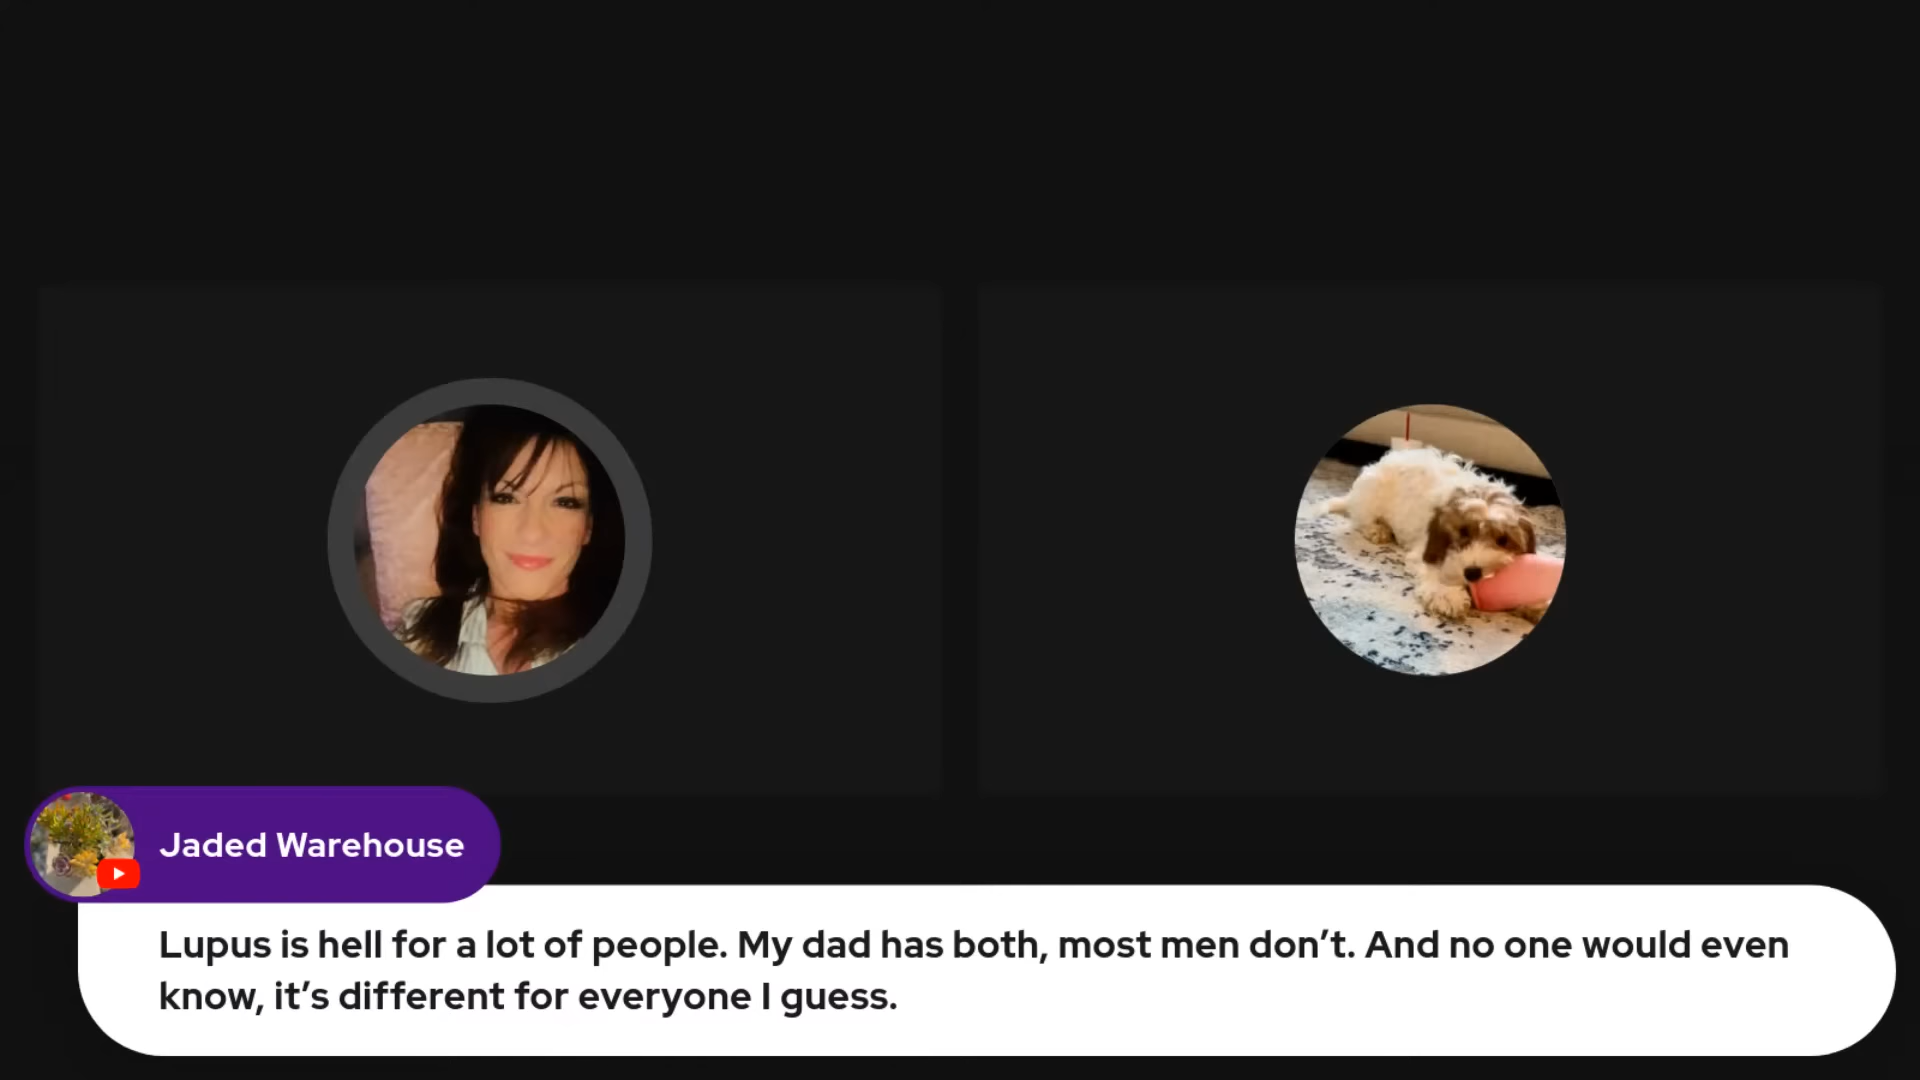 Jaded Warehouse
Lupus is hell for a lot of people. My dad has both, most men don’t. And no one would even
know, it’s different for everyone I guess.